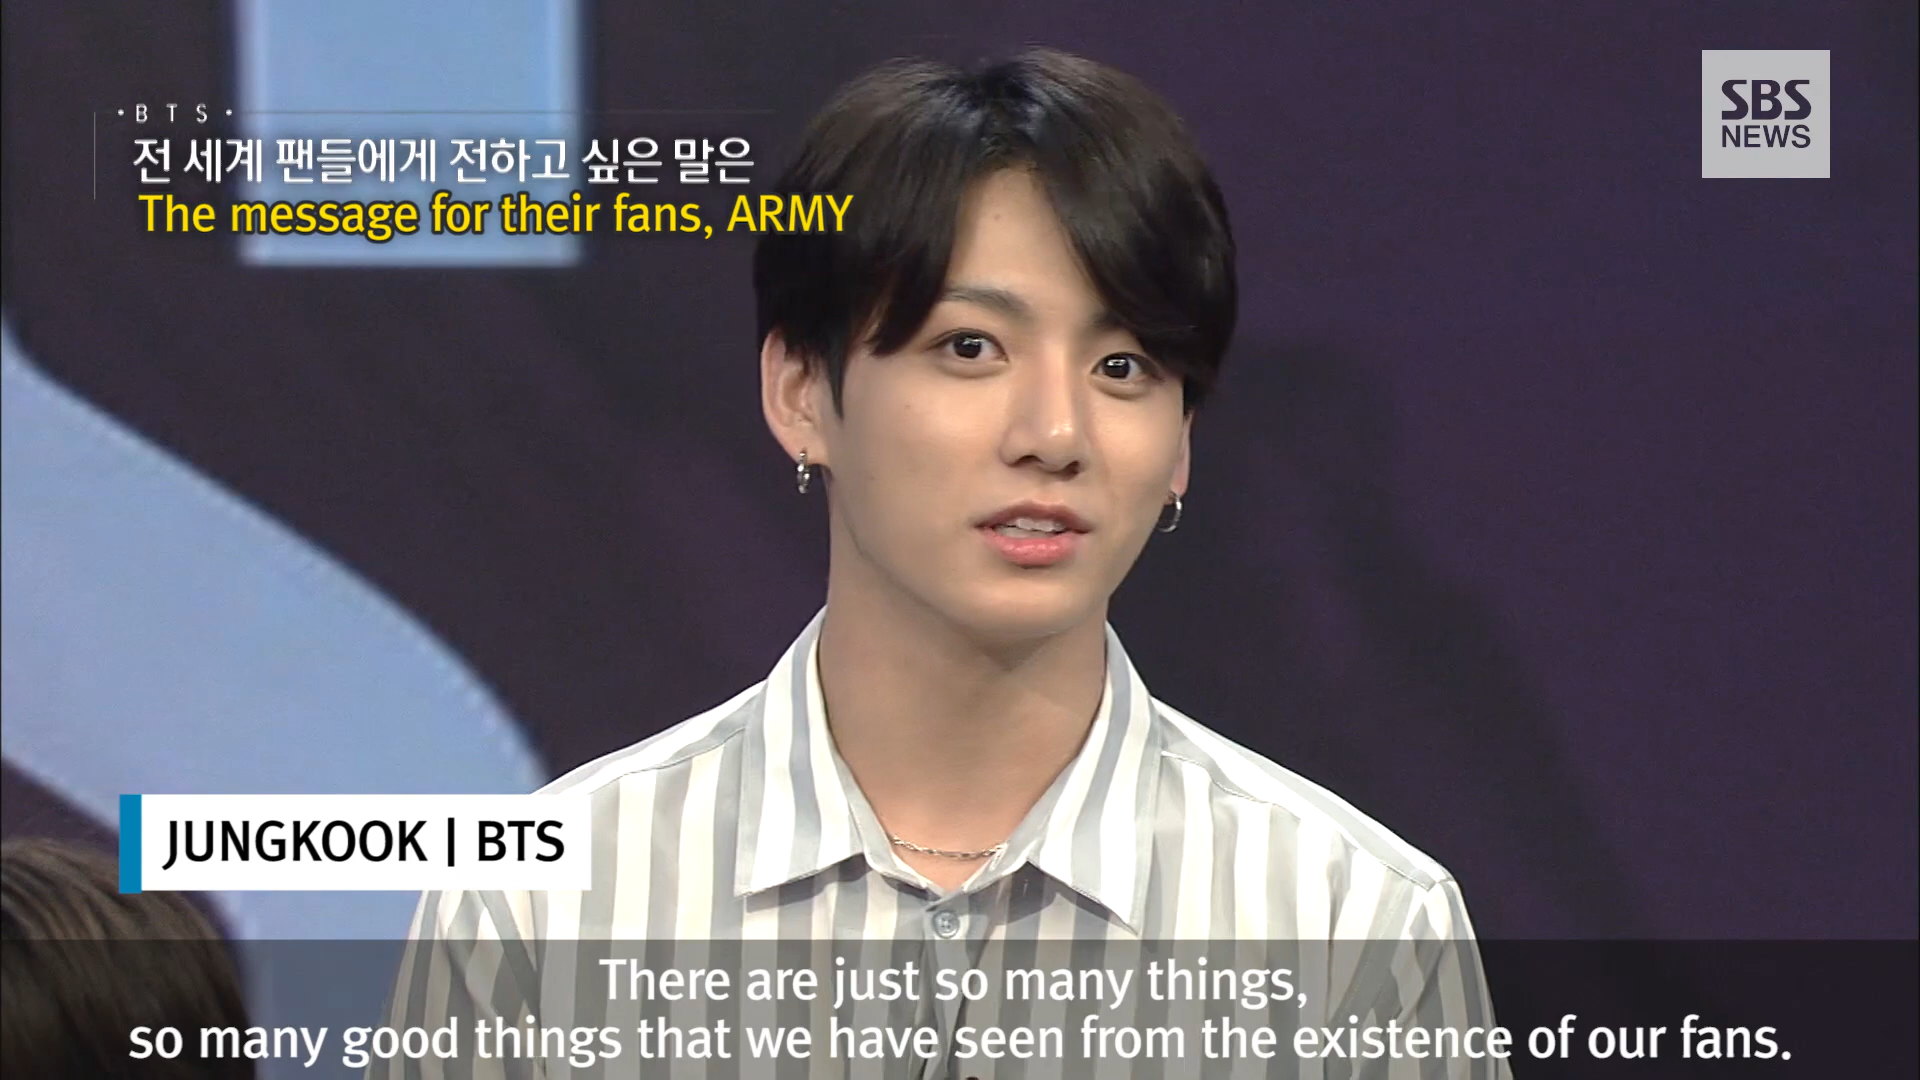 ·BTS·
전 세계 팬들에게 전하고 싶은 말은
The message for their fans, ARMY
SBS
NEWS
JUNGKOOK | BTS
There are just so many things,
so many good things that we have seen from the existence of our fans.